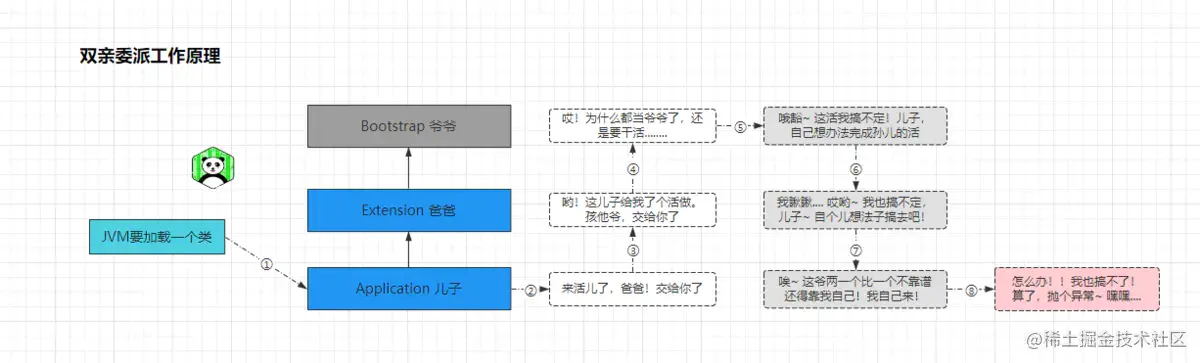 双亲委派工作原理
Bootstrap 爷爷
Extension 爸爸
JVM要加载一个类
①
Application 儿子
②
来活儿了，爸爸！交给你了
③
哟！这儿子给我了个活做。
孩他爷，交给你了
④
哎！为什么都当爷爷了，还
是要干活........
⑤
哦豁~ 这活我搞不定！儿子，
自己想办法完成孙儿的活
⑥
我瞅瞅.... 哎哟~ 我也搞不定，
儿子~ 自个儿想法子搞去吧！
⑦
唉~ 这爷两一个比一个不靠谱
还得靠我自己！我自己来！
⑧
怎么办！！我也搞不了！
算了，抛个异常~ 嘿嘿....
@稀土掘金技术社区